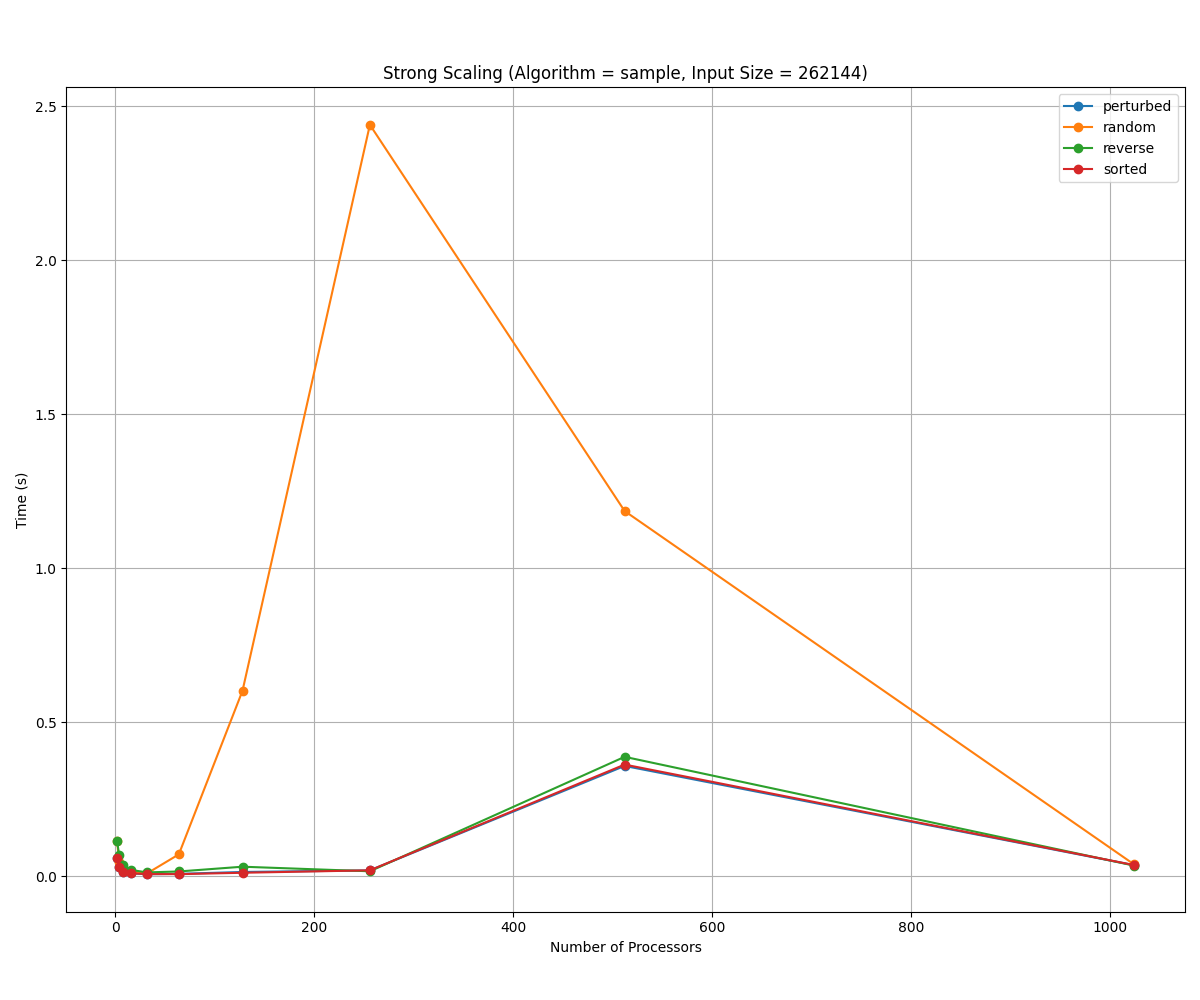 Strong Scaling (Algorithm = sample, Input Size = 262144)
perturbed
random
reverse
sorted
2.5
2.0
1.5
1.0
0.5
0.0
Time (s)
0 200 400 600 800 1000
Number of Processors